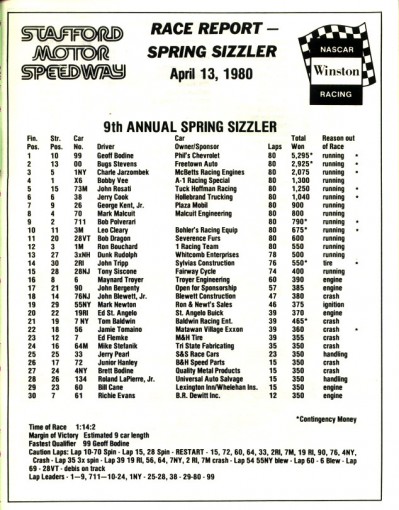 STAFFORD
MOTOR
SPEEDWAY
RACE REPORT —
SPRING SIZZLER
April 13, 1980
NASCAR
Winston
RACING
9th ANNUAL SPRING SIZZLER
Fin. Str. Car Total Reason out
Pos. Pos. No. Driver Owner/Sponsor Laps Won of Race
1 10 99 Geof Bodine Phil's Chevrolet 80 5,295* running *
2 13 00 Bugs Stevens Freetown Auto 80 2,925* running *
3 5 1NY Charle Jarzombek McBetts Racing Engines 80 2,075 running *
4 1 X6 Bobby Vee A-1 Racing Special 80 1,300 running
5 15 73M John Rosati Tuck Hoffman Racing 80 1,250 running *
6 6 38 Jerry Cook Hollebrand Trucking 80 1,040 running *
7 9 26 George Kent, Jr Plaza Mobil 80 900 running
8 4 70 Mark Malcuit Malcuit Engineering 80 800 running
9 2 711 Bob Polverari 80 790* running *
10 11 3M Leo Cleary Bohler's Racing Equip 80 675* running *
11 20 28VT Bob Dragon Severence Furs 80 600 running
12 3 1M Ron Bouchard 1 Racing Team 80 550 running
13 27 3xNH Dunk Rudolph Whitcomb Enterprises 78 500 running
14 30 2RI John Tripp Sylvias Construction 76 550* tire *
15 28 28NJ Tony Siscone Fairway Cycle 74 400 running
16 8 6 Maynard Troyer Troyer Engineering 60 390 engine
17 21 90 John Bergenty Open for Sponsership 57 385 engine
18 14 76NJ John Blewett, Jr. Blewett Construction 47 380 crash
19 29 55NY Mark Newton Ron & Newt's Sales 46 375 ignition
20 22 19RI Ed St. Angelo St. Angelo Buick 39 370 engine
21 19 7 NY Tom Baldwin Baldwin Racing Ent. 39 465* crash
22 18 56 Jamie Tomaino Matawan Village Exxon 39 360 crash *
23 12 7 Ed Flemke M&H Tire 39 355 crash
24 16 64M Mike Stefanik Tri State Fabricating 35 350 crash
25 25 33 Jerry Pearl S&S Race Cars 23 350 handling
26 17 72 Junior Hanley B&H Speed Parts 15 350 crash
27 24 4NY Brett Bodine Quality Metal Products 15 350 crash
28 26 134 Roland LaPierre, Jr. Universal Auto Salvage 15 350 handling
29 23 60 Bill Cane Lexington Inn/Whelehan Ins. 15 350 engine
30 7 61 Richie Evans B.R. Dewitt Inc. 12 350 engine
*Contingency Money
Time of Race 1:14:2
Margin of Victory Estimated 9 car length
Fastest Qualifier 99 Geof Bodine
Caution Laps: Lap 10-70 Spin - Lap 15, 28 Spin - RESTART - 15, 72, 60, 64, 33, 2RI, 7M, 19 RI, 90, 76, 4NY,
Crash - Lap 35 3x spin - Lap 39 19 RI, 56, 64, 7NY, 2 RI, 7M crash - Lap 54 55NY blew - Lap 60 - 6 Blew - Lap
69 - 28VT - debis on track
Lap Leaders - 1—9, 711—10-24, 1NY - 25-28, 38 - 29-80 - 99